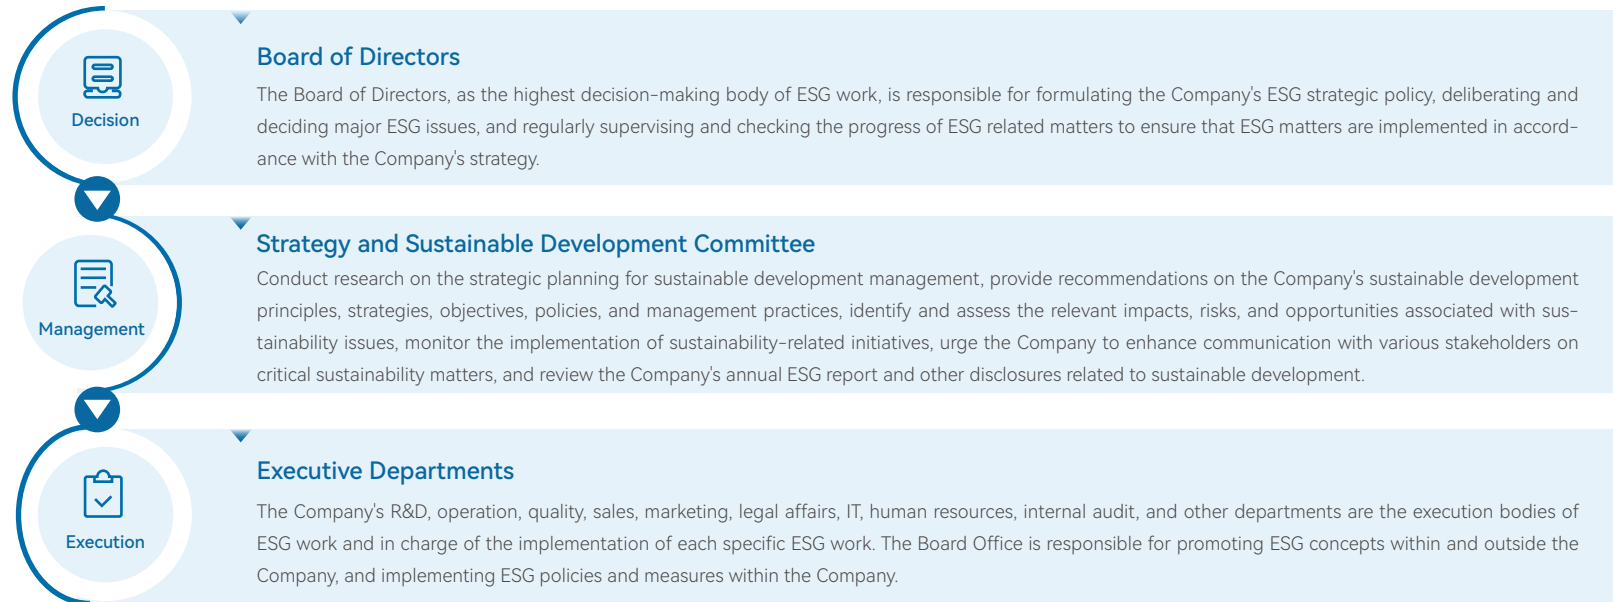 Decision
Board of Directors
The Board of Directors, as the highest decision-making body of ESG work, is responsible for formulating the Company's ESG strategic policy, deliberating and
deciding major ESG issues, and regularly supervising and checking the progress of ESG related matters to ensure that ESG matters are implemented in accord-
ance with the Company's strategy.
Management
Strategy and Sustainable Development Committee
Conduct research on the strategic planning for sustainable development management, provide recommendations on the Company's sustainable development
principles, strategies, objectives, policies, and management practices, identify and assess the relevant impacts, risks, and opportunities associated with sus-
tainability issues, monitor the implementation of sustainability-related initiatives, urge the Company to enhance communication with various stakeholders on
critical sustainability matters, and review the Company's annual ESG report and other disclosures related to sustainable development.
Execution
Executive Departments
The Company's R&D, operation, quality, sales, marketing, legal affairs, IT, human resources, internal audit, and other departments are the execution bodies of
ESG work and in charge of the implementation of each specific ESG work. The Board Office is responsible for promoting ESG concepts within and outside the
Company, and implementing ESG policies and measures within the Company.